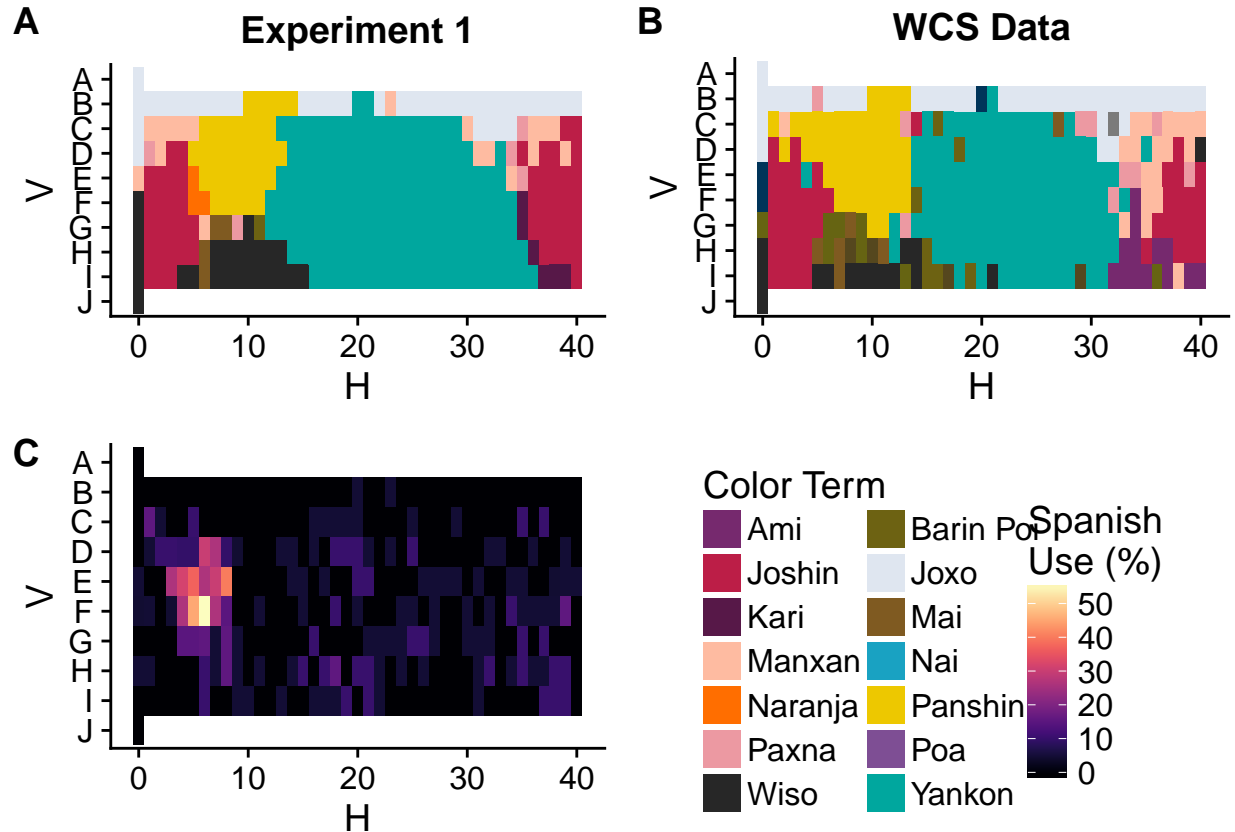 A
Experiment 1
B
WCS Data
A
B
C
D
E
F
G
H
I
J
V
0
10
20
30
40
H
A
B
C
D
E
F
G
H
I
J
V
0
10
20
30
40
H
C
A
B
C
D
E
F
G
H
I
J
V
0
10
20
30
40
H
Color Term
Ami
Joshin
Kari
Manxan
Naranja
Paxna
Wiso
Barin Poi
Joxo
Mai
Nai
Panshin
Poa
Yankon
Spanish
Use (%)
50
40
30
20
10
0